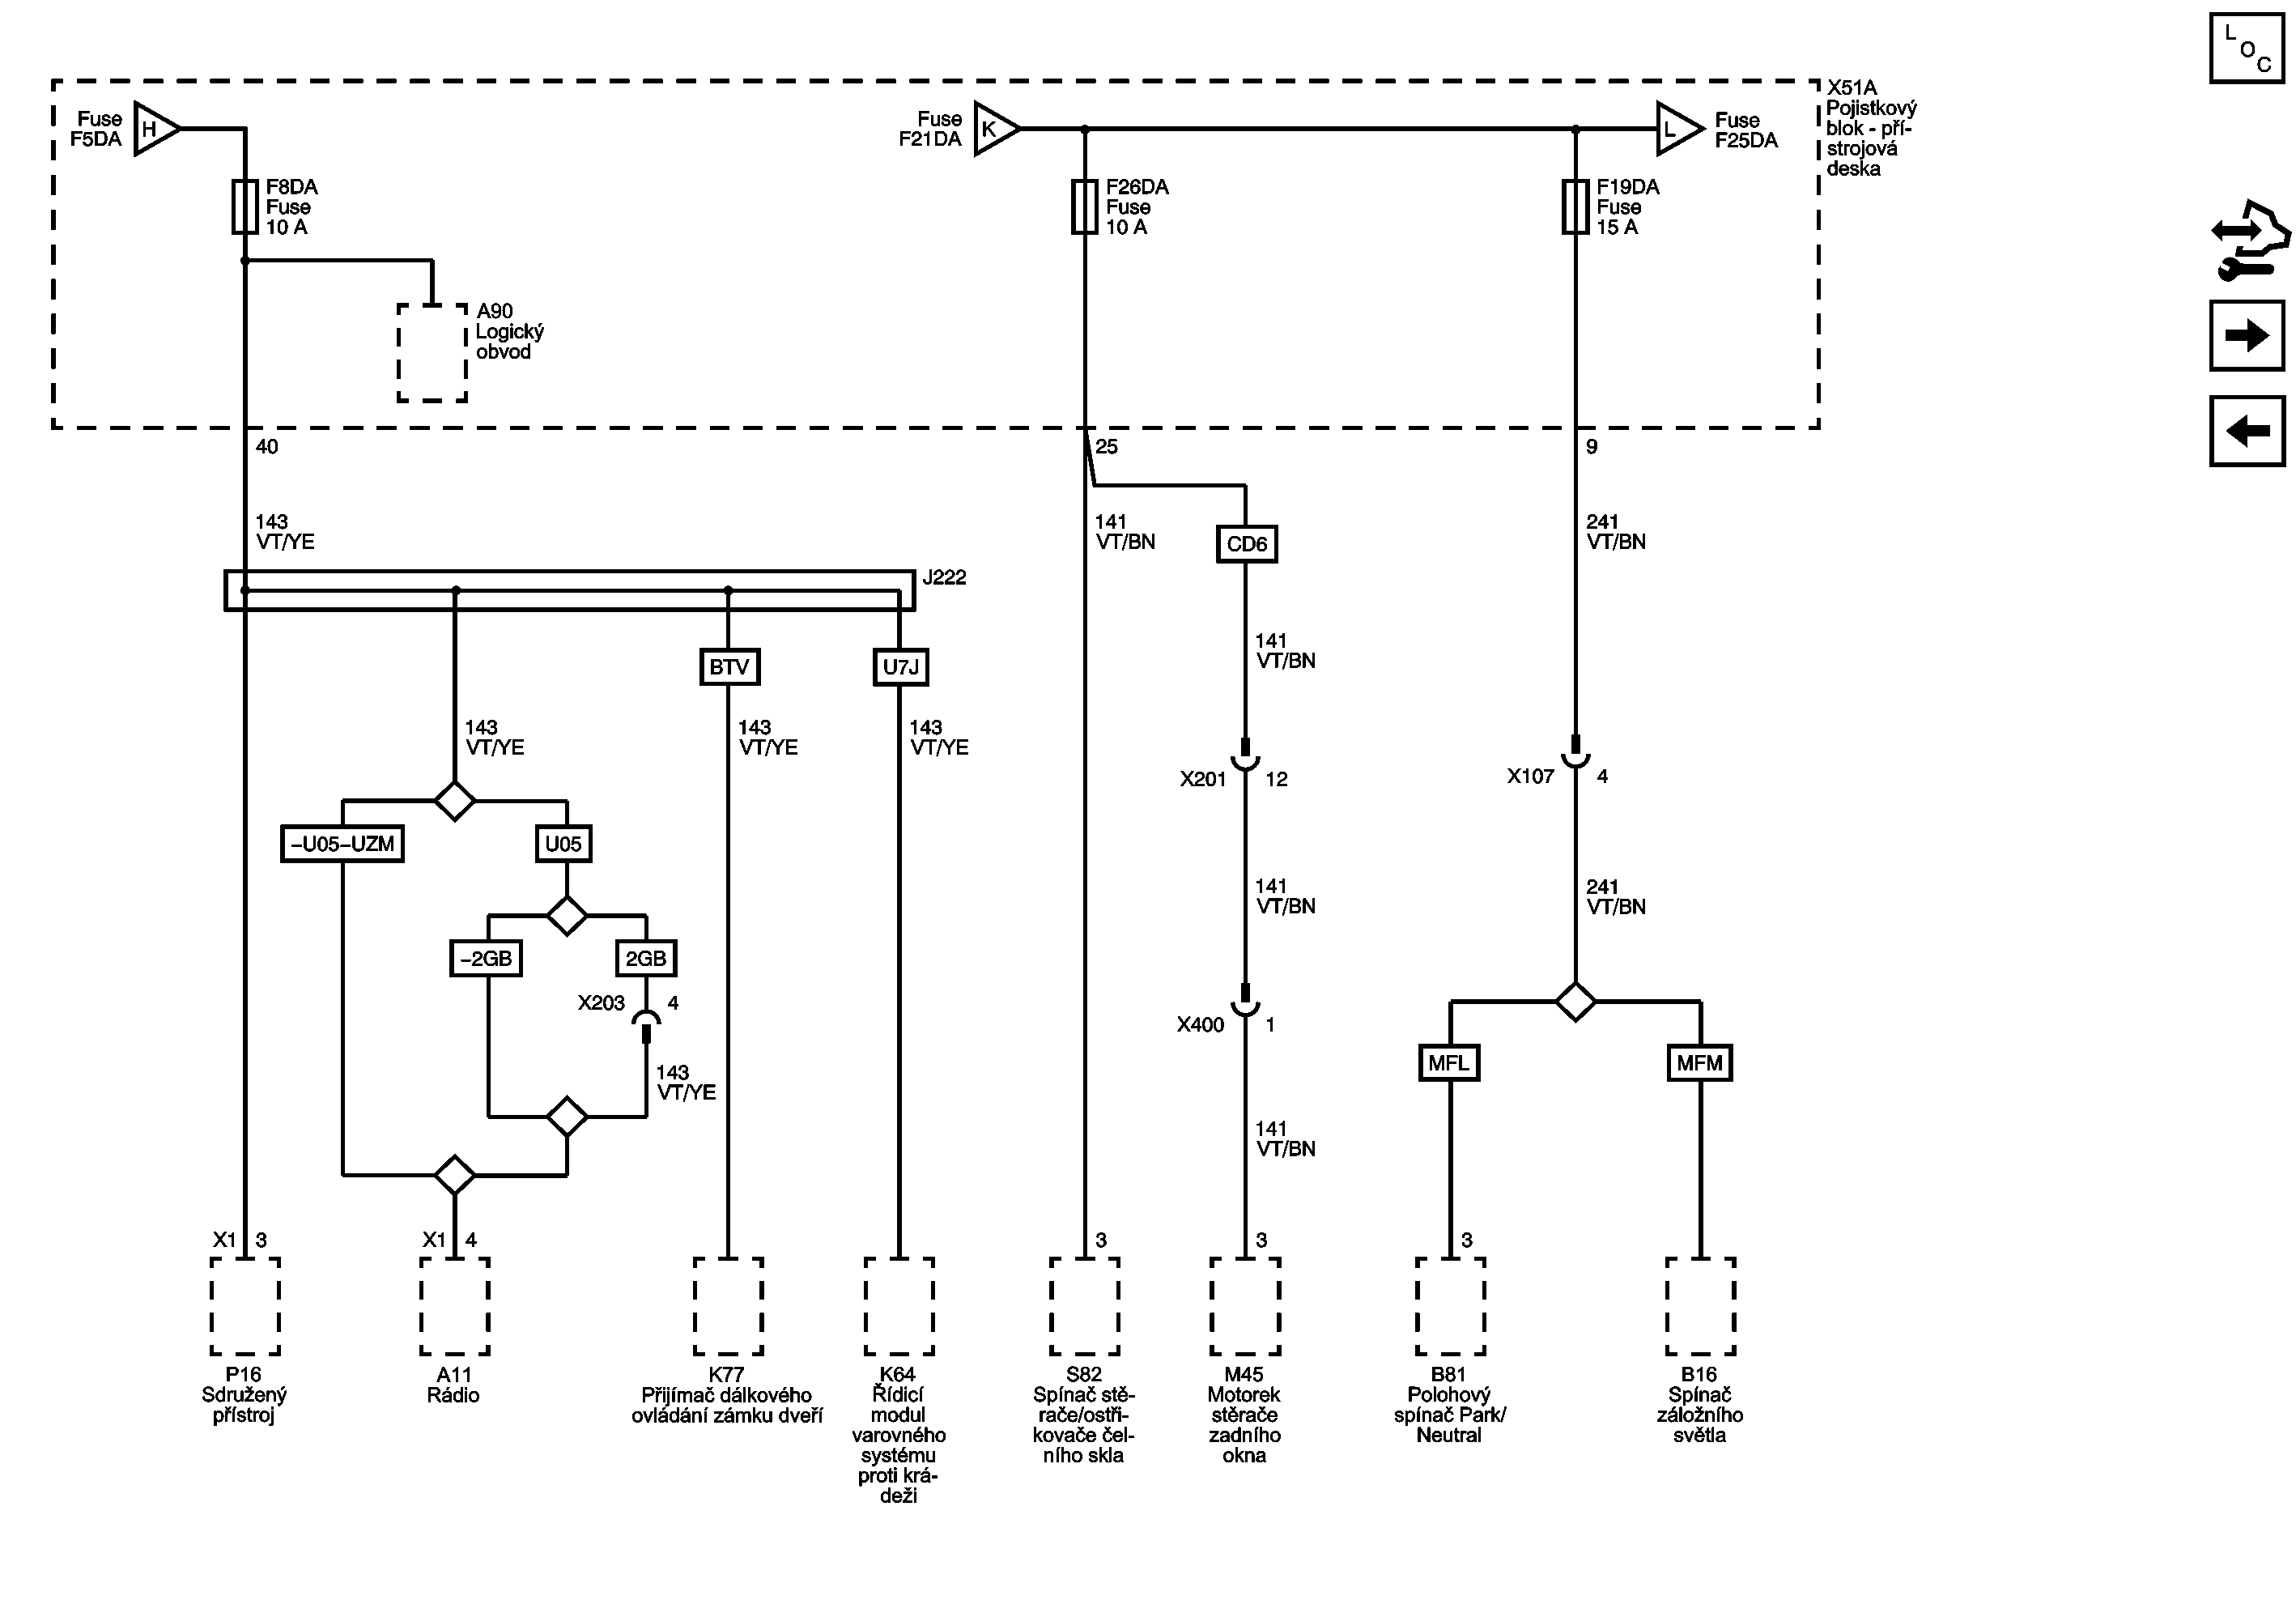 L
O
C
X51A
Pojistkový
blok - pří-
strojová
deska
Fuse
F5DA
H
F8DA
Fuse
10 A
A90
Logický
obvod
Fuse
F21DA
K
F26DA
Fuse
10 A
L
Fuse
F25DA
F19DA
Fuse
15 A
40
25
9
143
VT/YE
141
VT/BN
CD6
241
VT/BN
J222
BTV
U7J
141
VT/BN
143
VT/YE
143
VT/YE
143
VT/YE
X201
12
X107
4
–U05–UZM
U05
141
VT/BN
241
VT/BN
–2GB
2GB
X203
4
X400
1
MFL
MFM
143
VT/YE
141
VT/BN
X1
3
X1
4
3
3
3
P16
Sdružený
přístroj
A11
Rádio
K77
Přijímač dálkového
ovládání zámku dveří
K64
Řídicí
modul
varovného
systému
proti krá-
deži
S82
Spínač stě-
rače/ostři-
kovače čel-
ního skla
M45
Motorek
stěrače
zadního
okna
B81
Polohový
spínač Park/
Neutral
B16
Spínač
záložního
světla